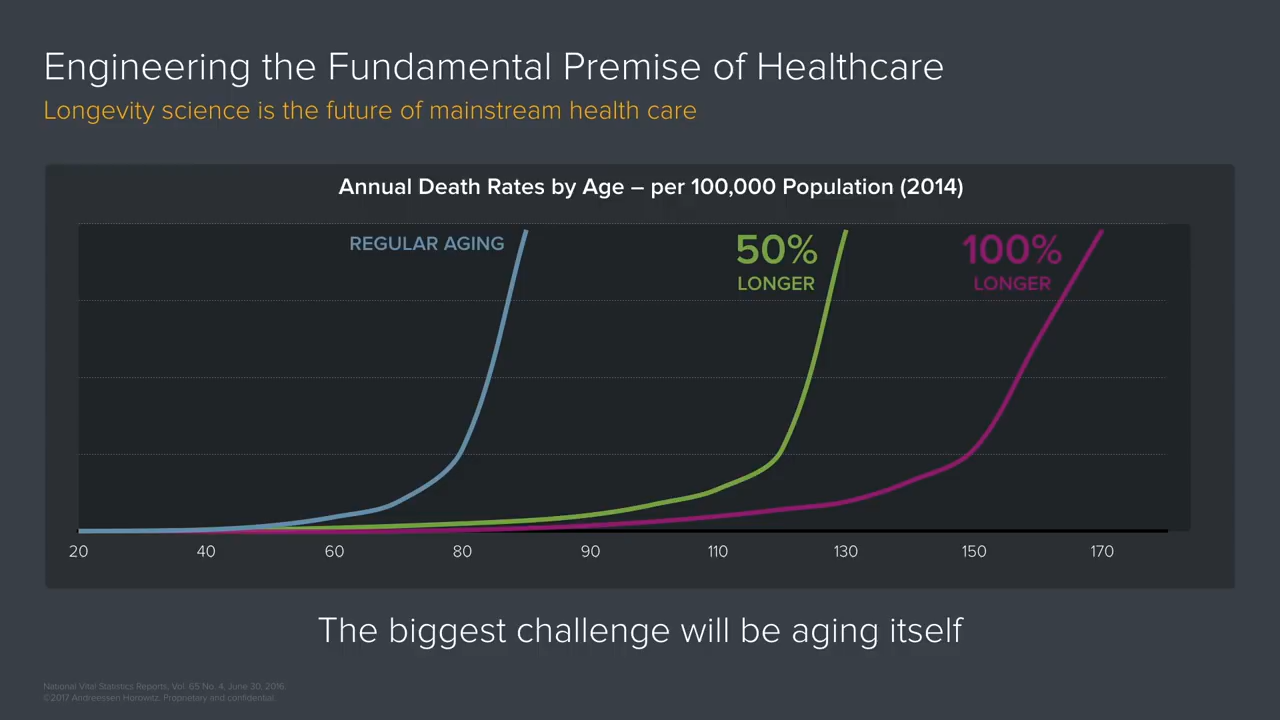 Engineering the Fundamental Premise of Healthcare
Longevity science is the future of mainstream health care
Annual Death Rates by Age – per 100,000 Population (2014)
REGULAR AGING
50%
LONGER
100%
LONGER
20 40 60 80 90 110 130 150 170
The biggest challenge will be aging itself
National Vital Statistics Reports, Vol. 65 No. 4, June 30, 2016.
©2017 Andreessen Horowitz. Proprietary and confidential.